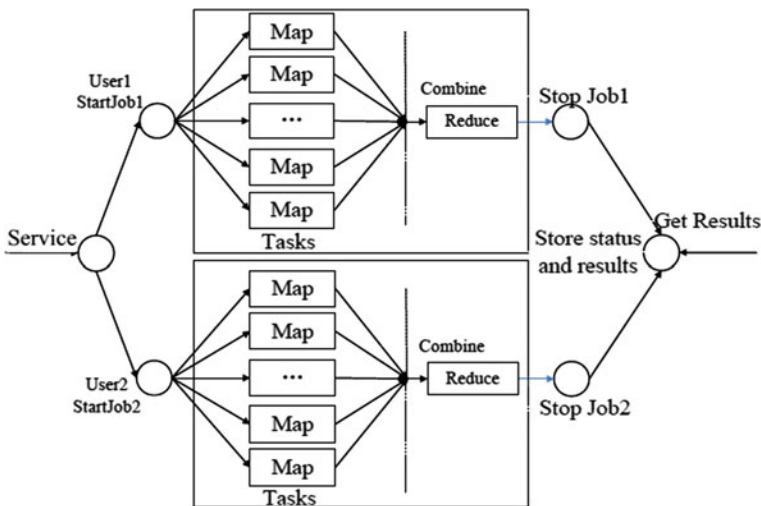 Map
User1
StartJob1
Map
Combine
Stop Job1
...
Reduce
Map
Map
Tasks
Service
Get Results
Store status
and results
Map
Map
Combine
...
Reduce
User2
StartJob2
Stop Job2
Map
Map
Tasks